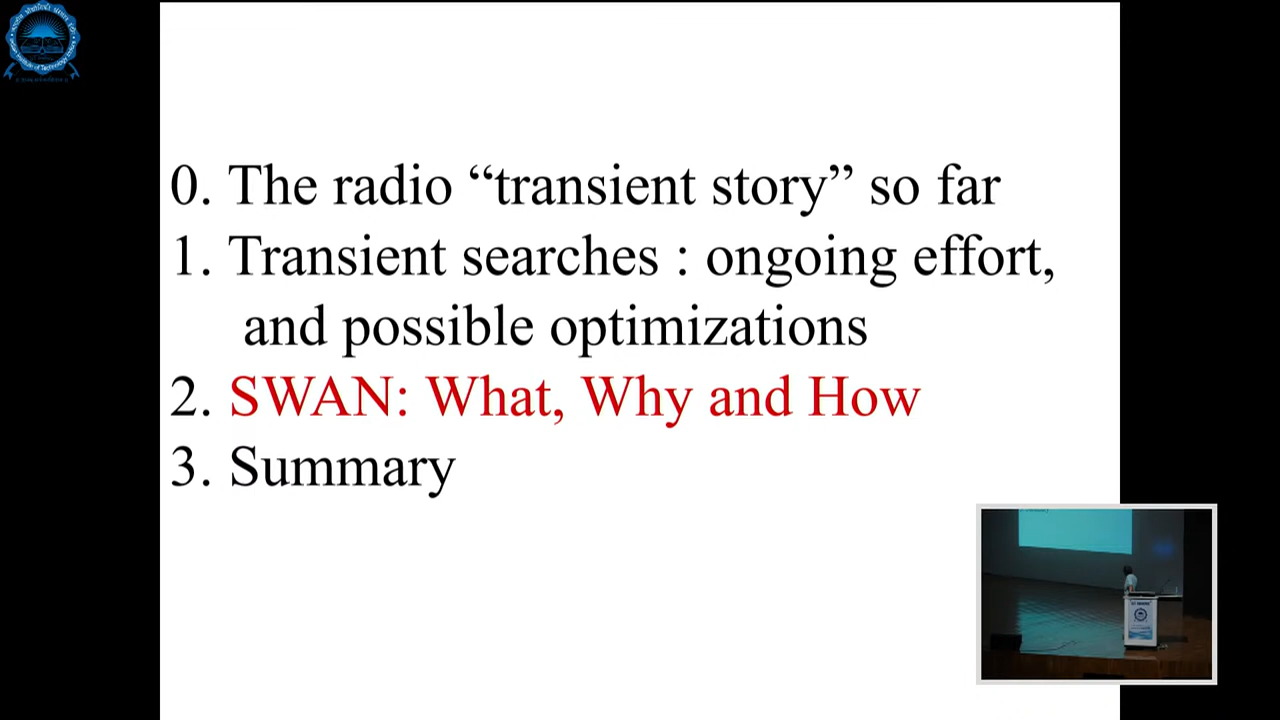 0. The radio “transient story” so far
1. Transient searches : ongoing effort,
and possible optimizations
2. SWAN: What, Why and How
3. Summary